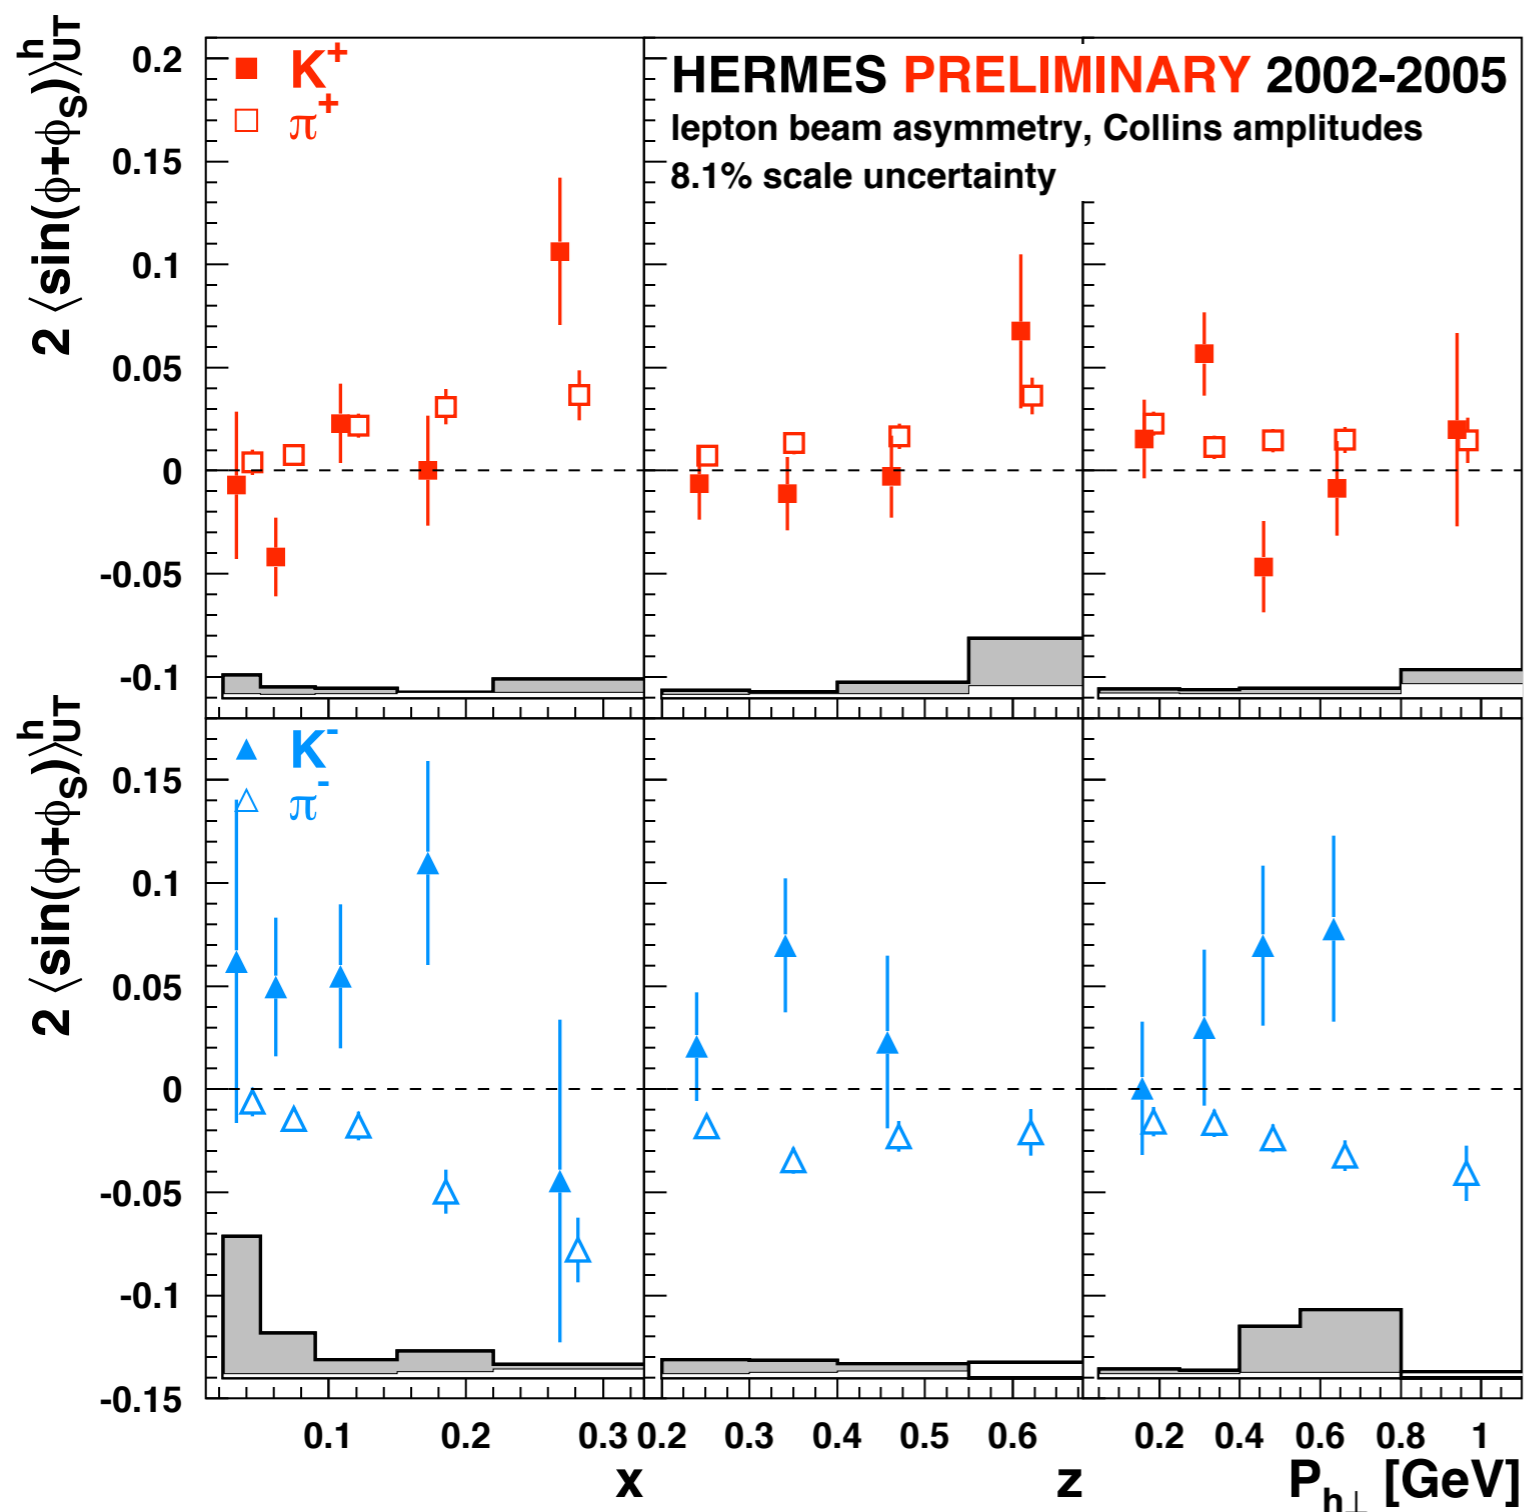 2 ⟨sin(ϕ+ϕS)⟩hUT
K+
π+
HERMES PRELIMINARY 2002-2005
lepton beam asymmetry, Collins amplitudes
8.1% scale uncertainty
0.2
0.15
0.1
0.05
0
-0.05
-0.1
2 ⟨sin(ϕ+ϕS)⟩hUT
K-
π-
0.15
0.1
0.05
0
-0.05
-0.1
-0.15
0.1 0.2 0.3 0.2 0.3 0.4 0.5 0.6 0.2 0.4 0.6 0.8 1
x z Ph⊥ [GeV]